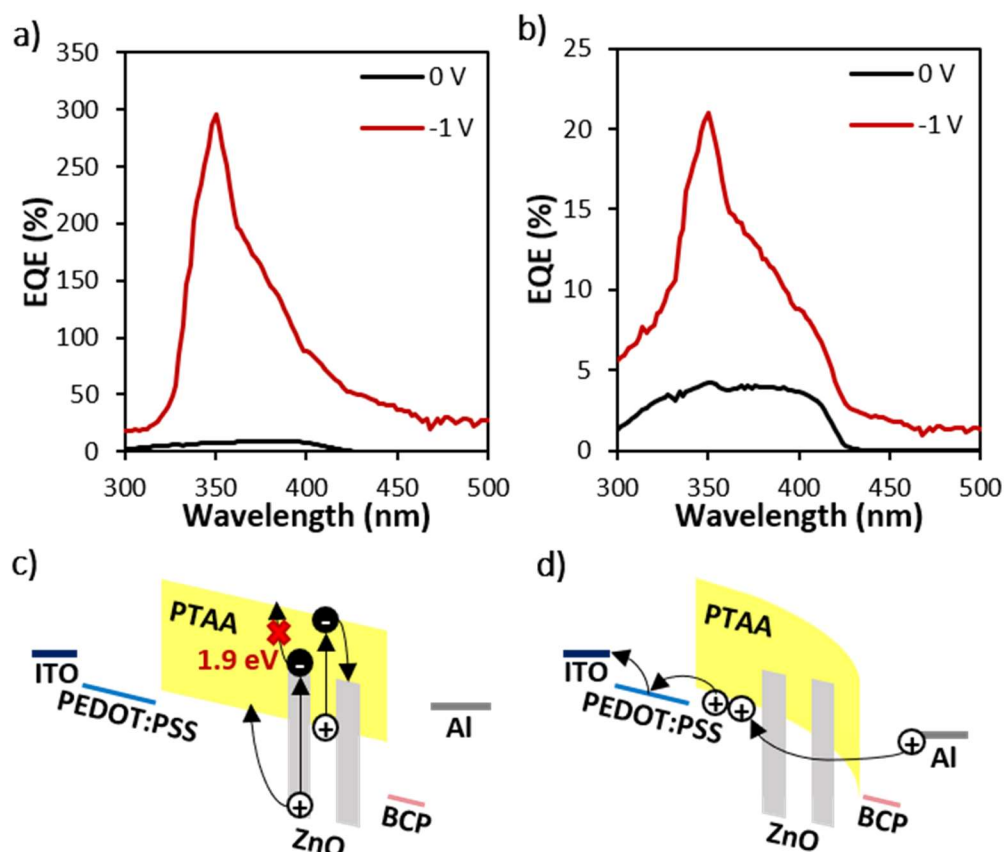 a)
350
300
250
200
150
100
50
0
EQE (%)
0 V
-1 V
300 350 400 450 500
Wavelength (nm)
b)
25
20
15
10
5
0
EQE (%)
0 V
-1 V
300 350 400 450 500
Wavelength (nm)
c)
PTAA
-
-
1.9 eV
ITO
PEDOT:PSS
+
+
Al
BCP
ZnO
d)
PTAA
ITO
PEDOT:PSS
+ +
+
Al
BCP
ZnO